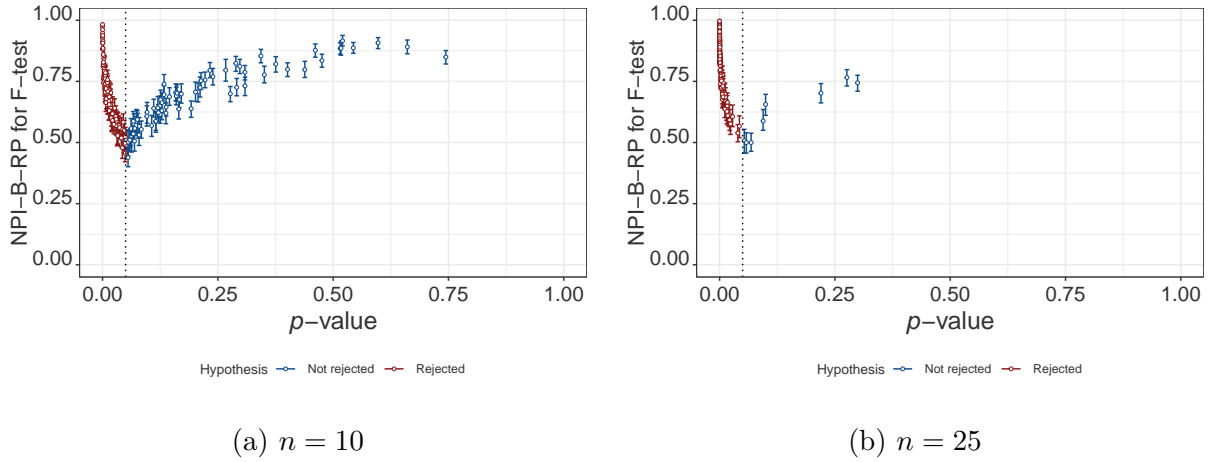 NPI−B−RP for F−test
1.00
0.75
0.50
0.25
0.00
0.00 0.25 0.50 0.75 1.00
p−value
Hypothesis Not rejected Rejected
(a) n = 10
NPI−B−RP for F−test
1.00
0.75
0.50
0.25
0.00
0.00 0.25 0.50 0.75 1.00
p−value
Hypothesis Not rejected Rejected
(b) n = 25